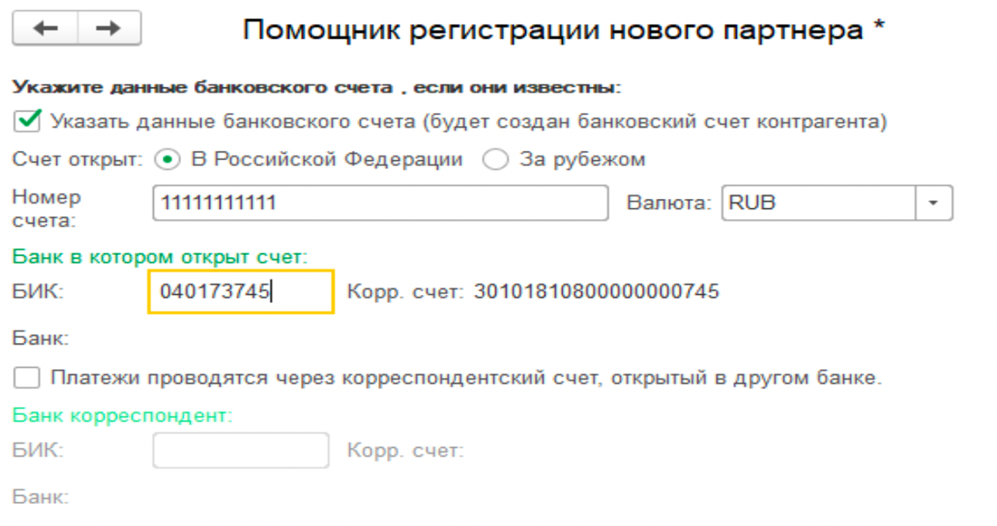 Помощник регистрации нового партнера *
Укажите данные банковского счета , если они известны:
Указать данные банковского счета (будет создан банковский счет контрагента)
Счет открыт: В Российской Федерации За рубежом
Номер счета: 11111111111 Валюта: RUB
Банк в котором открыт счет:
БИК: 040173745 Корр. счет: 30101810800000000745
Банк:
Платежи проводятся через корреспондентский счет, открытый в другом банке.
Банк корреспондент:
БИК: Корр. счет:
Банк: